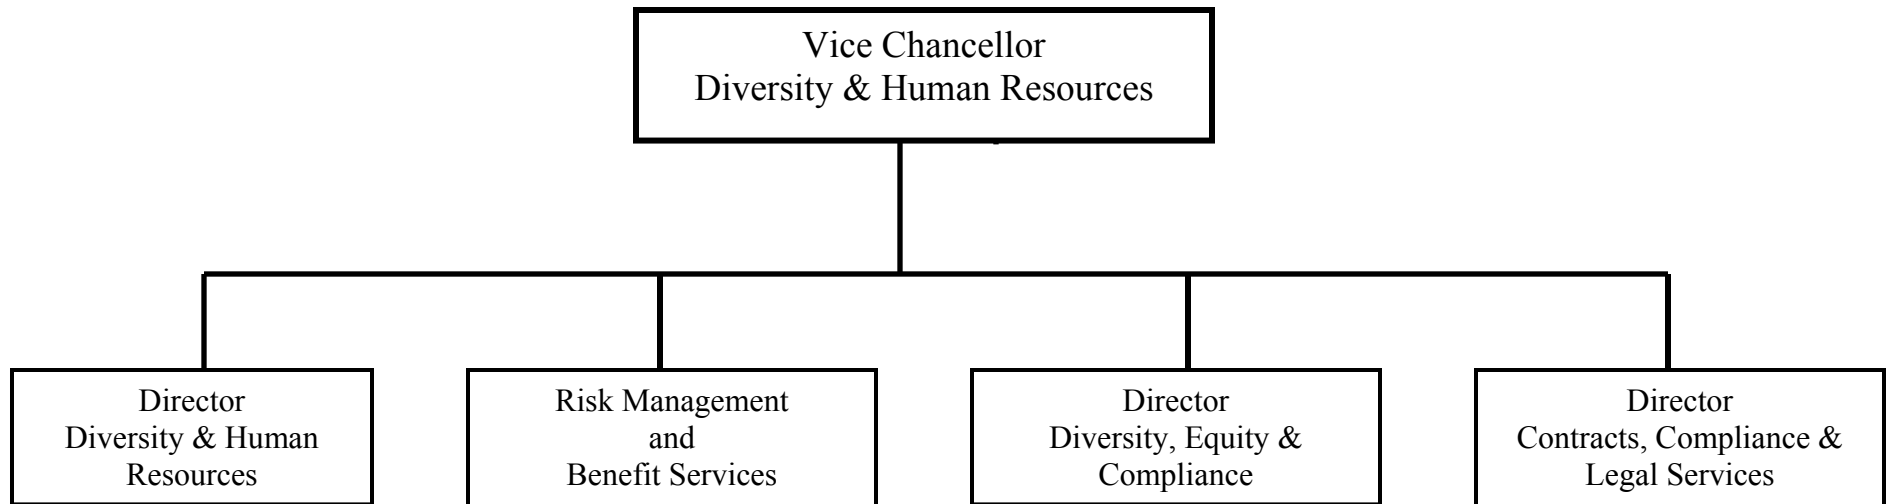 Vice Chancellor
Diversity & Human Resources
Director
Diversity & Human
Resources
Risk Management
and
Benefit Services
Director
Diversity, Equity &
Compliance
Director
Contracts, Compliance &
Legal Services